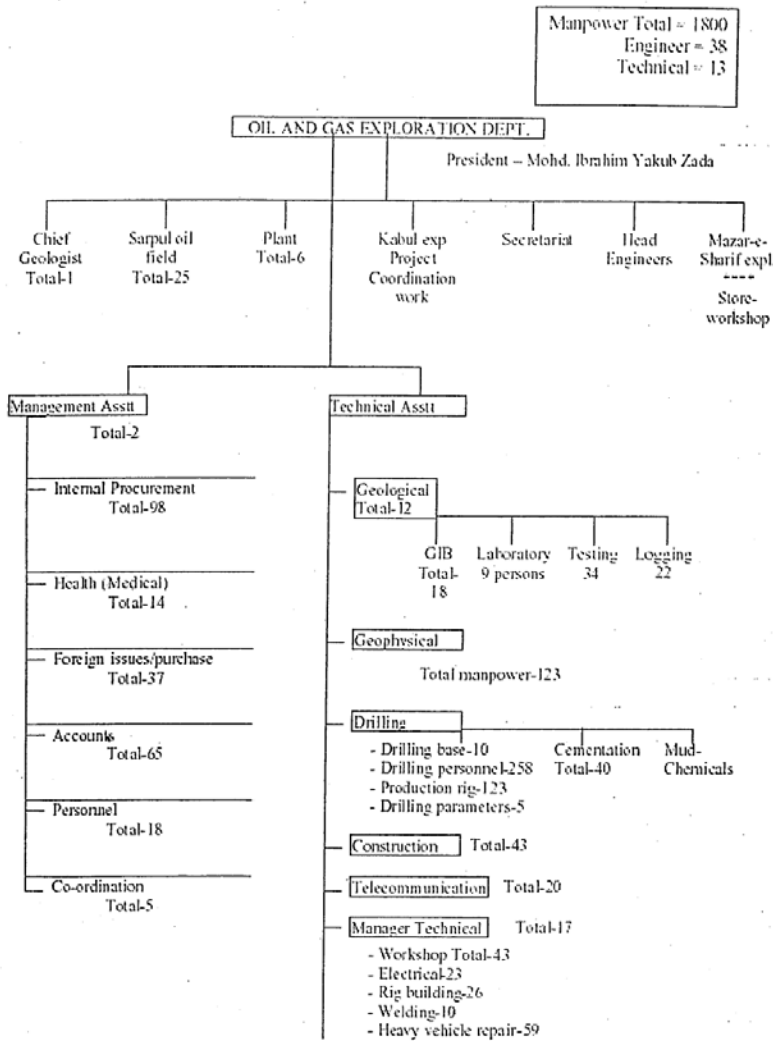 Manpower Total = 1800
Engineer = 38
Technical = 13
OIL AND GAS EXPLORATION DEPT.
President – Mohd. Ibrahim Yakub Zada
Chief
Geologist
Total-1
Sarpul oil
field
Total-25
Plant
Total-6
Kabul exp
Project
Coordination
work
Secretariat
Head
Engineers
Mazar-e-
Sharif expl.
----
Store-
workshop
Management Asstt
Total-2
Internal Procurement
Total-98
Health (Medical)
Total-14
Foreign issues/purchase
Total-37
Accounts
Total-65
Personnel
Total-18
Co-ordination
Total-5
Technical Asstt
Geological
Total-12
GIB
Total-
18
Laboratory
9 persons
Testing
34
Logging
22
Geophysical
Total manpower-123
Drilling
- Drilling base-10
- Drilling personnel-258
- Production rig-123
- Drilling parameters-5
Cementation
Total-40
Mud-
Chemicals
Construction
Total-43
Telecommunication
Total-20
Manager Technical
Total-17
- Workshop Total-43
- Electrical-23
- Rig building-26
- Welding-10
- Heavy vehicle repair-59